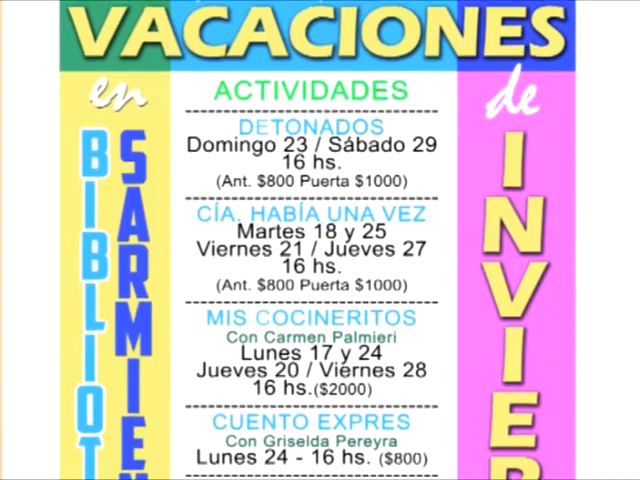 VACACIONES
en
de
BIBLIOT
SARMIEN
INVIER
ACTIVIDADES
DETONADOS
Domingo 23 / Sábado 29
16 hs.
(Ant. $800 Puerta $1000)
CÍA. HABÍA UNA VEZ
Martes 18 y 25
Viernes 21 / Jueves 27
16 hs.
(Ant. $800 Puerta $1000)
MIS COCINERITOS
Con Carmen Palmieri
Lunes 17 y 24
Jueves 20 / Viernes 28
16 hs.($2000)
CUENTO EXPRES
Con Griselda Pereyra
Lunes 24 - 16 hs. ($800)